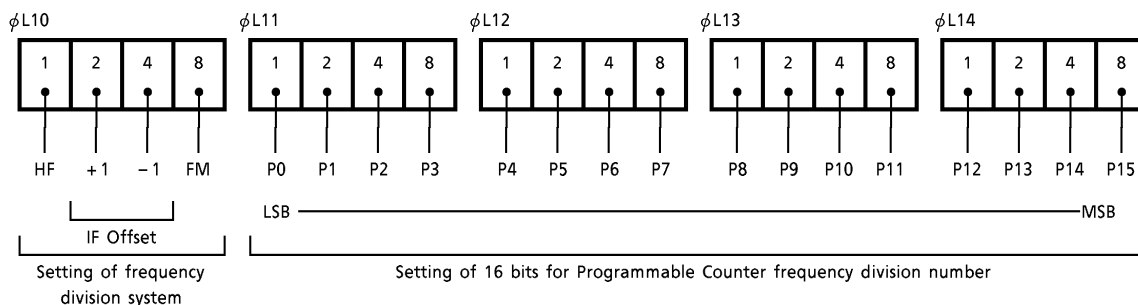 φL10 φL11 φL12 φL13 φL14
1 2 4 8 1 2 4 8 1 2 4 8 1 2 4 8 1 2 4 8
HF +1 −1 FM P0 P1 P2 P3 P4 P5 P6 P7 P8 P9 P10 P11 P12 P13 P14 P15
LSB MSB
IF Offset
Setting of frequency
division system
Setting of 16 bits for Programmable Counter frequency division number